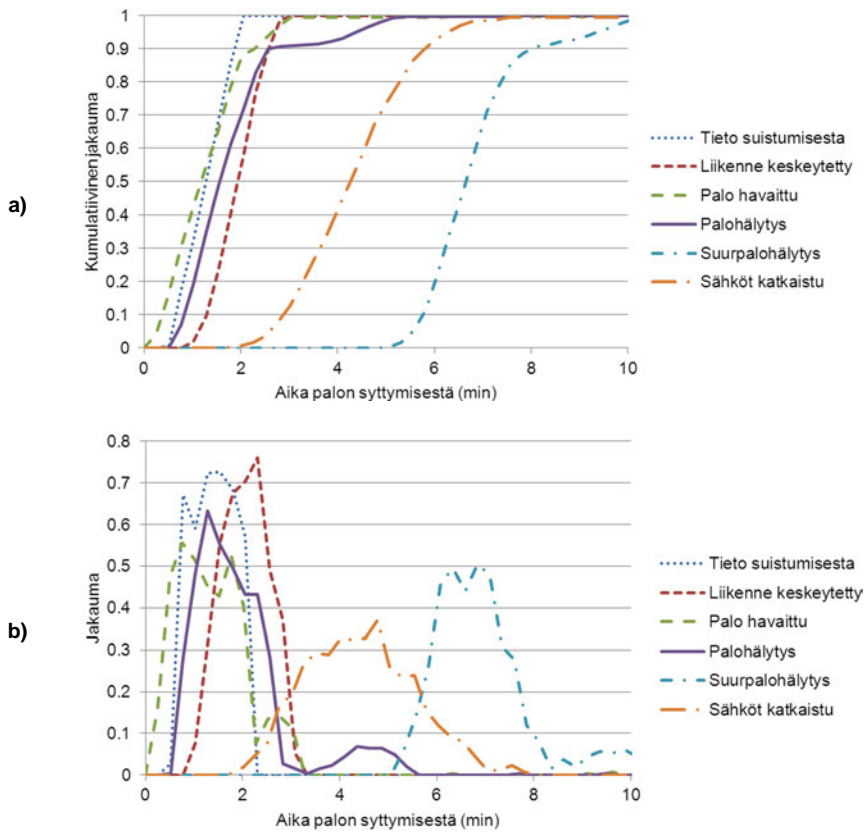 a)
Kumulatiivinen jakauma
1
0.9
0.8
0.7
0.6
0.5
0.4
0.3
0.2
0.1
0
0 2 4 6 8 10
Aika palon syttymisestä (min)
Tieto suistumisesta
Liikenne keskeytetty
Palo havaittu
Palohälytys
Suurpalohälytys
Sähköt katkaistu
b)
Jakauma
0.8
0.7
0.6
0.5
0.4
0.3
0.2
0.1
0
0 2 4 6 8 10
Aika palon syttymisestä (min)
Tieto suistumisesta
Liikenne keskeytetty
Palo havaittu
Palohälytys
Suurpalohälytys
Sähköt katkaistu